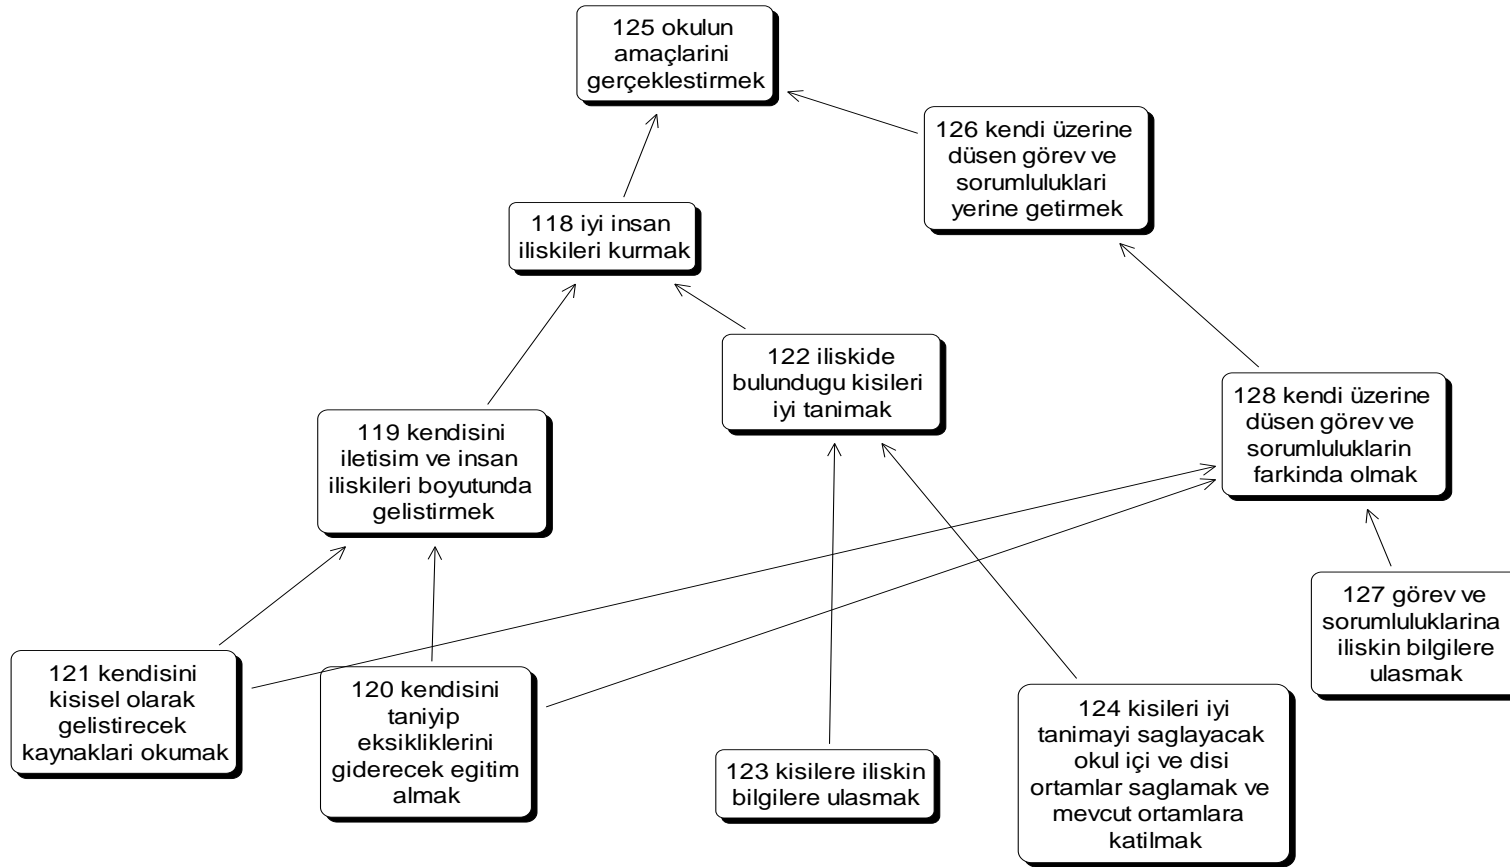 125 okulun
amaçlarini
gerçeklestirmek
126 kendi üzerine
düsen görev ve
sorumluluklari
yerine getirmek
118 iyi insan
iliskileri kurmak
122 iliskide
bulundugu kisileri
iyi tanimak
128 kendi üzerine
düsen görev ve
sorumluluklarin
farkinda olmak
119 kendisini
iletisim ve insan
iliskileri boyutunda
gelistirmek
127 görev ve
sorumluluklarina
iliskin bilgilere
ulasmak
121 kendisini
kisisel olarak
gelistirecek
kaynaklari okumak
120 kendisini
taniyip
eksikliklerini
giderecek egitim
almak
123 kisilere iliskin
bilgilere ulasmak
124 kisileri iyi
tanimayi saglayacak
okul içi ve disi
ortamlar saglamak ve
mevcut ortamlara
katilmak